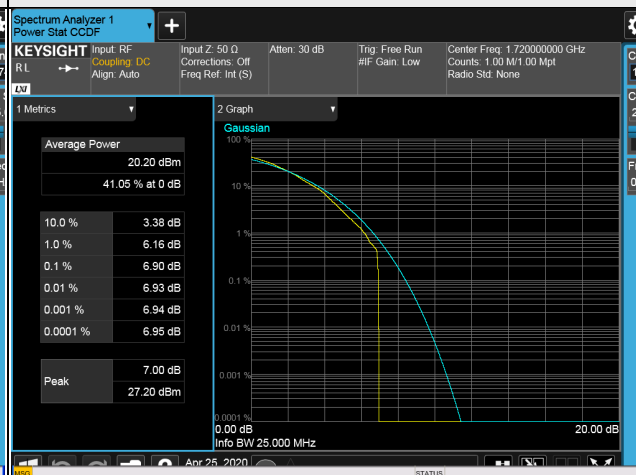 Spectrum Analyzer 1
Power Stat CCDF
KEYSIGHT
RL
LXI
Input: RF
Coupling: DC
Align: Auto
Input Z: 50 Ω
Corrections: Off
Freq Ref: Int (S)
Atten: 30 dB
Trig: Free Run
#IF Gain: Low
Center Freq: 1.720000000 GHz
Counts: 1.00 M/1.00 Mpt
Radio Std: None
1 Metrics
Average Power
20.20 dBm
41.05 % at 0 dB
10.0 % 3.38 dB
1.0 % 6.16 dB
0.1 % 6.90 dB
0.01 % 6.93 dB
0.001 % 6.94 dB
0.0001 % 6.95 dB
Peak
7.00 dB
27.20 dBm
2 Graph
Gaussian
100 %
10 %
1 %
0.1 %
0.01 %
0.001 %
0.0001 %
0.00 dB 20.00 dB
Info BW 25.000 MHz
Apr 25, 2020
MSG
STATUS